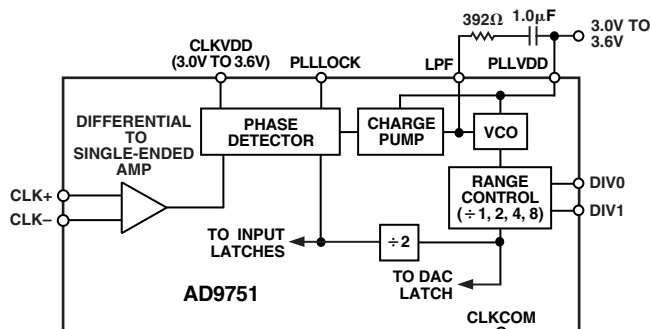 392Ω
1.0µF
3.0V TO
3.6V
CLKVDD
(3.0V TO 3.6V)
PLLLOCK
LPF
PLLVDD
DIFFERENTIAL
TO
SINGLE-ENDED
AMP
PHASE
DETECTOR
CHARGE
PUMP
VCO
CLK+
CLK–
RANGE
CONTROL
(÷1, 2, 4, 8)
DIV0
DIV1
TO INPUT
LATCHES
÷2
TO DAC
LATCH
AD9751
CLKCOM